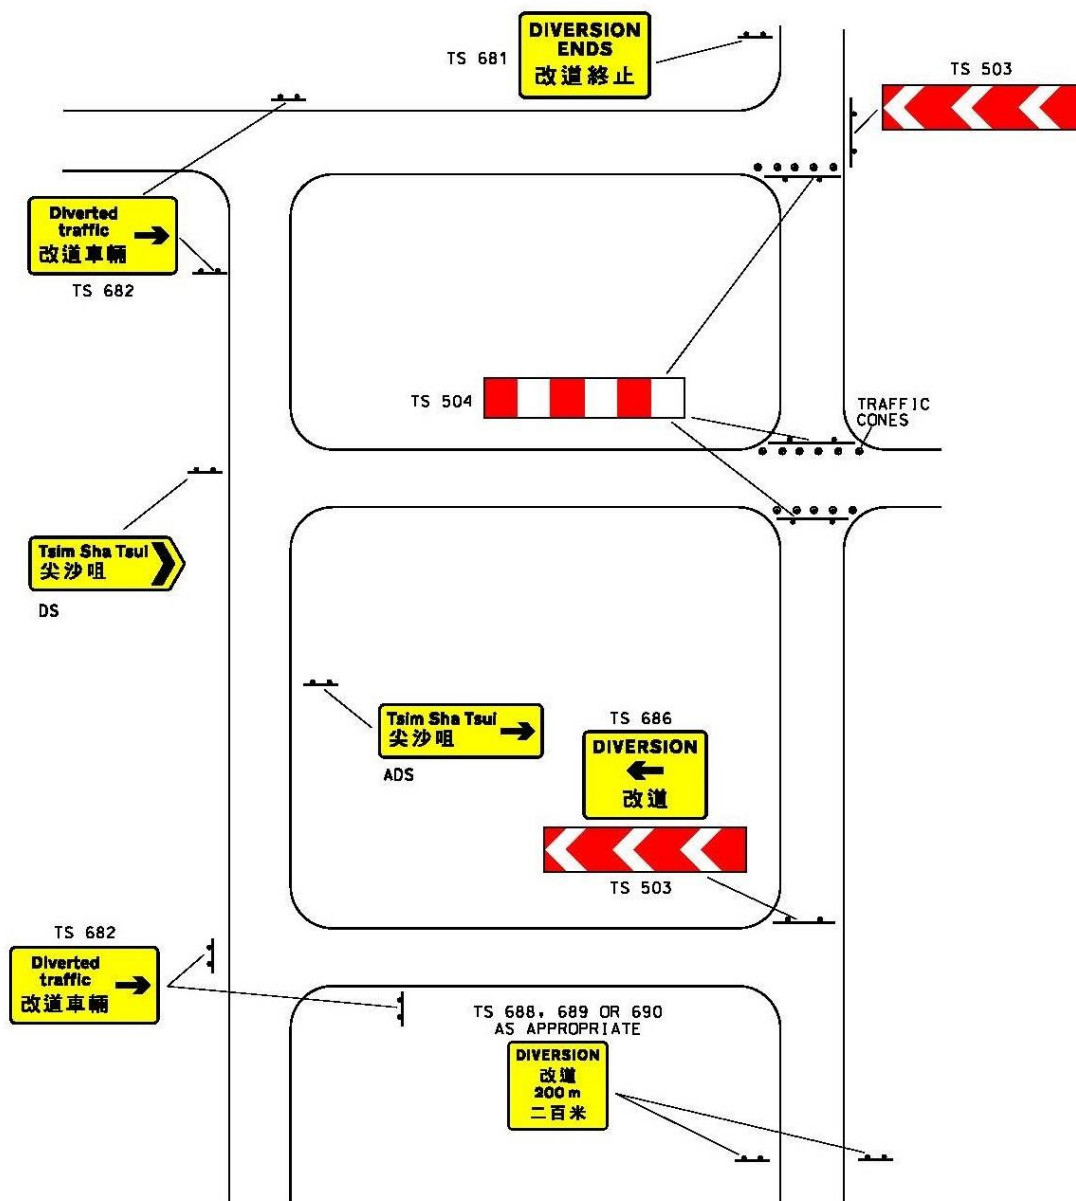 DIVERSION
ENDS
改道終止
TS 681
TS 503
Diverted
traffic
改道車輛
TS 682
TS 504
TRAFFIC
CONES
Tsim Sha Tsui
尖沙咀
DS
Tsim Sha Tsui
尖沙咀
ADS
TS 686
DIVERSION
改道
TS 503
TS 682
Diverted
traffic
改道車輛
TS 688, 689 OR 690
AS APPROPRIATE
DIVERSION
改道
200 m
二百米